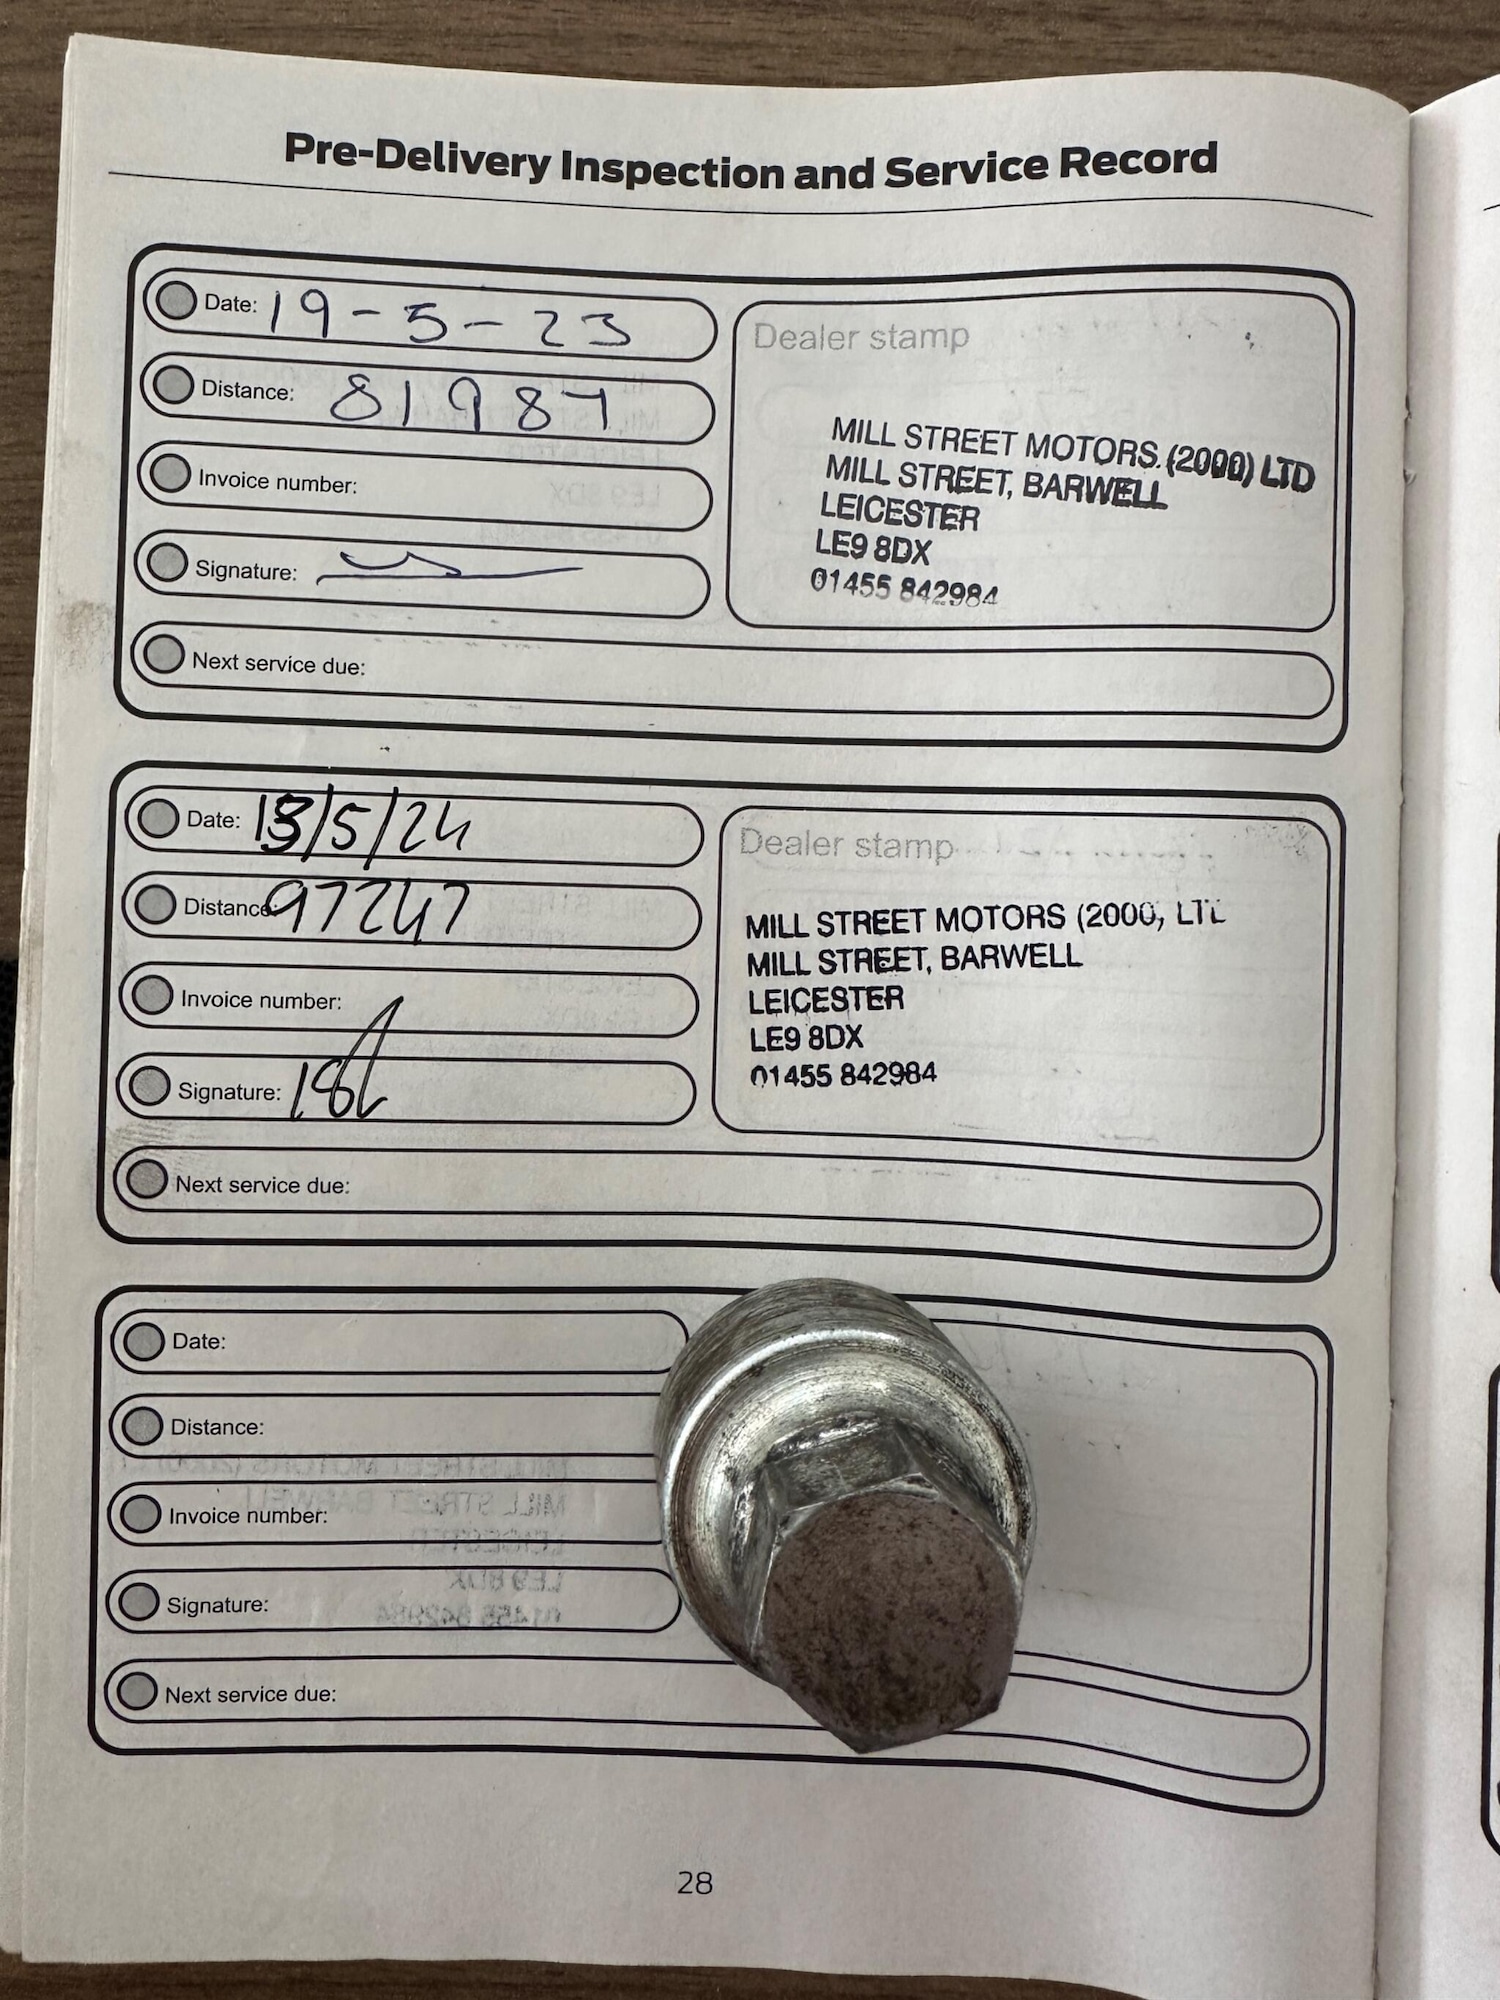 Pre-Delivery Inspection and Service Record
Date: 19-5-23
Distance: 81987
Invoice number:
Signature:
Next service due:
Dealer stamp
MILL STREET MOTORS (2000) LTD
MILL STREET, BARWELL
LEICESTER
LE9 8DX
01455 842984
Date: /5/24
Distance: 97247
Invoice number:
Signature:
Next service due:
Dealer stamp
MILL STREET MOTORS (2000) LTD
MILL STREET, BARWELL
LEICESTER
LE9 8DX
01455 842984
Date:
Distance:
Invoice number:
Signature:
Next service due:
28